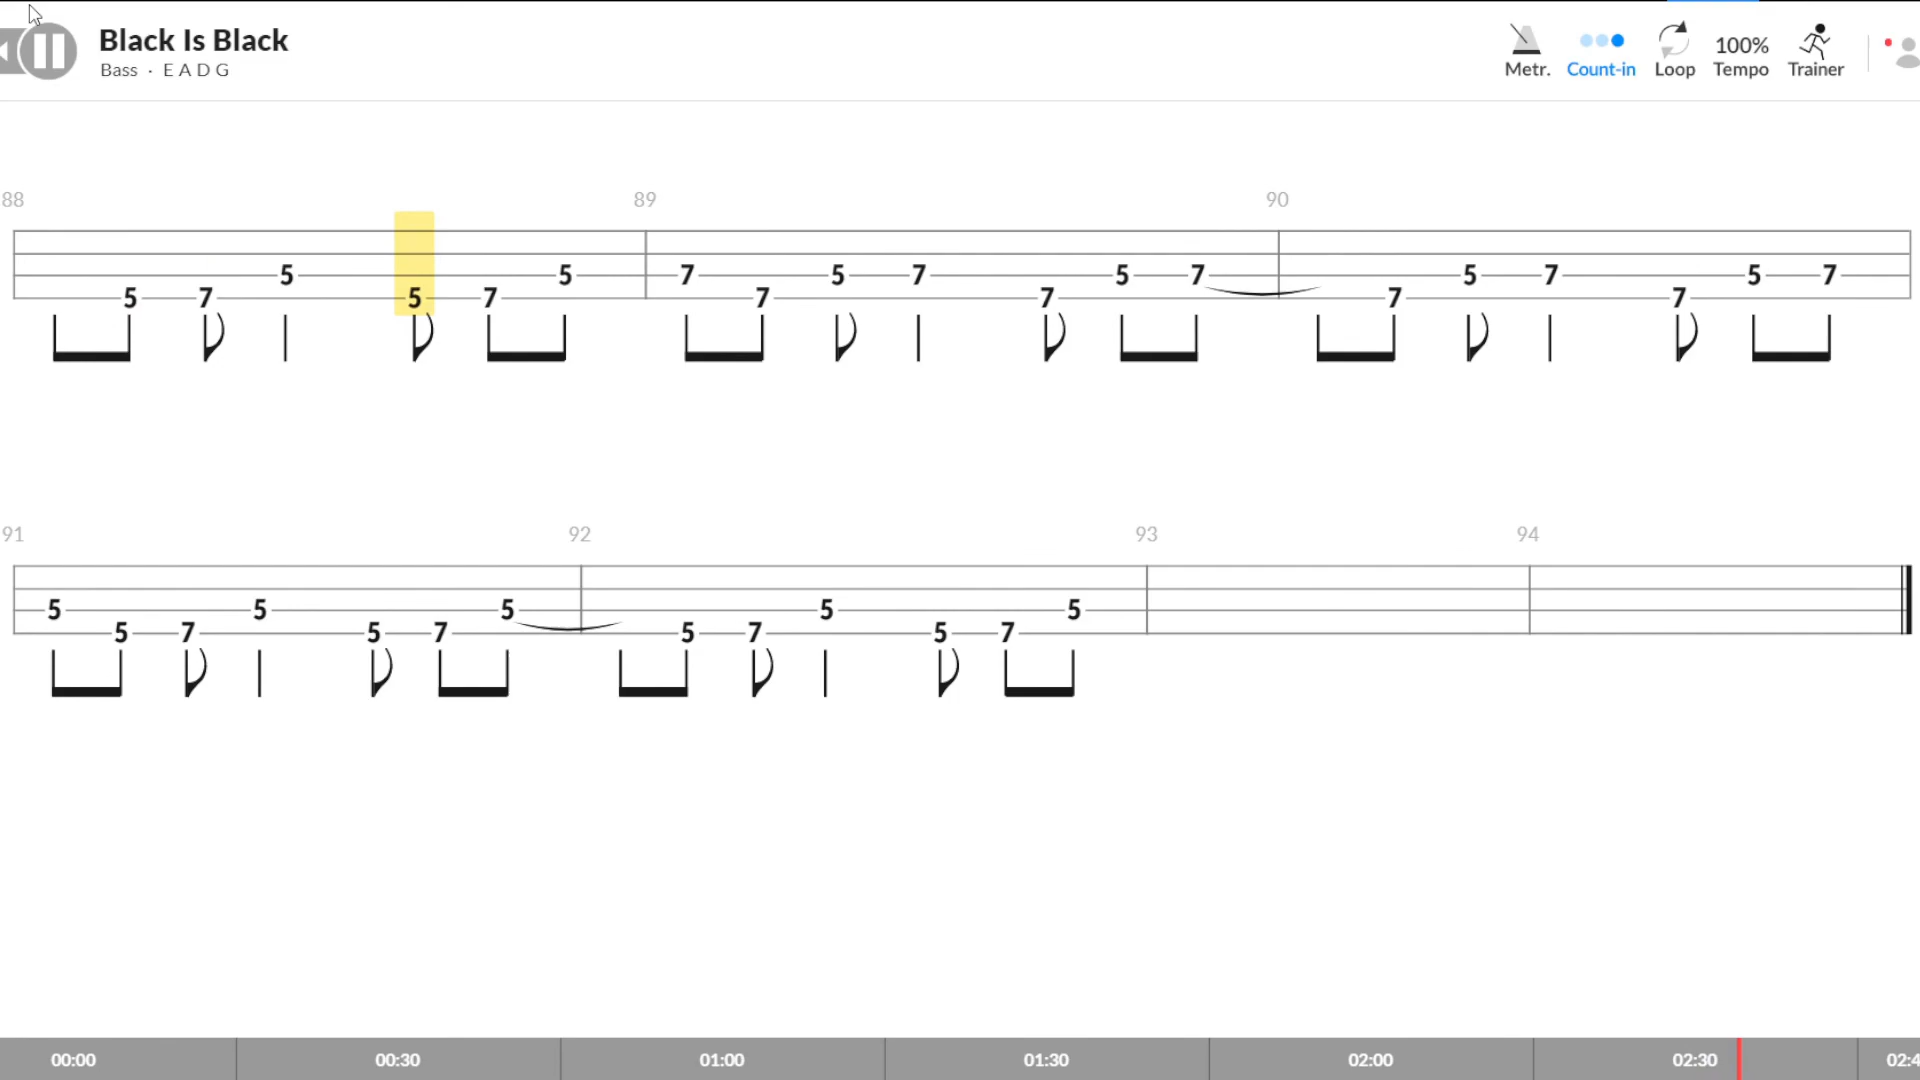 Black Is Black
Bass · E A D G
Metr.
Count-in
Loop
100%
Tempo
Trainer
88 89 90
5 7 5 5 7 5 7 7 5 7 7 5 7 7 5 7 7 5 7
91 92 93 94
5 5 7 5 5 7 5 5 7 5 5 7 5
00:00 00:30 01:00 01:30 02:00 02:30 02:4